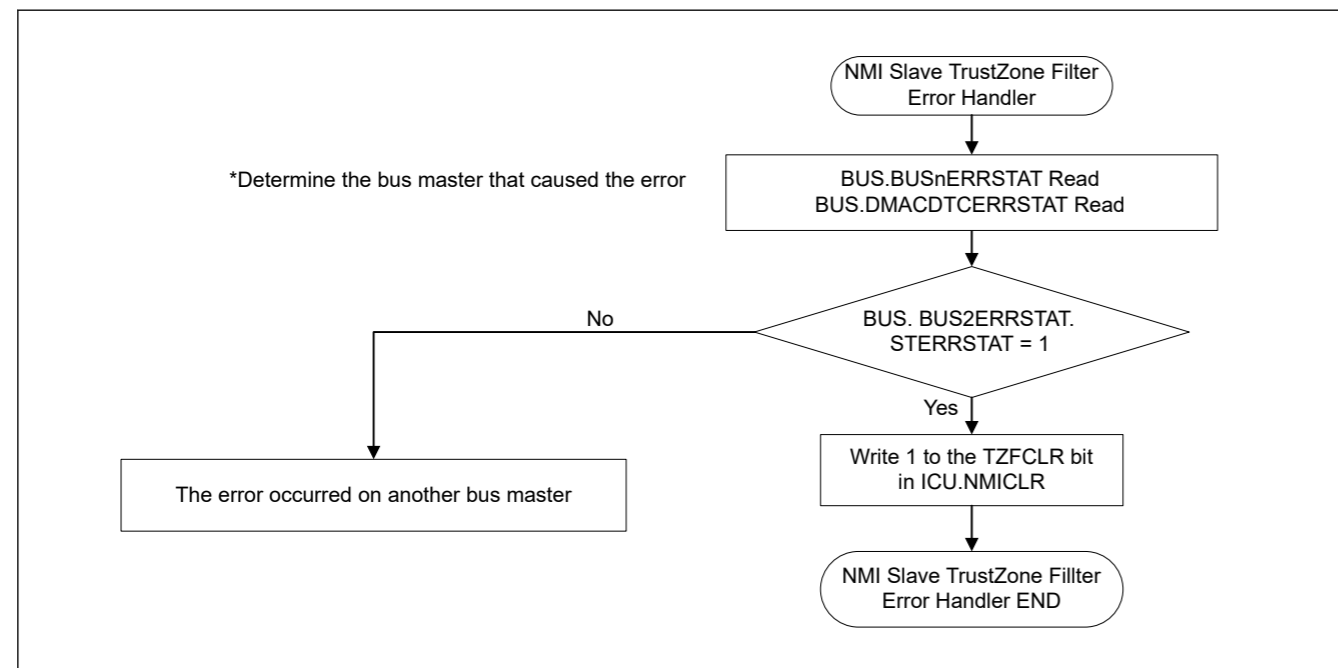 NMI Slave TrustZone Filter
Error Handler
*Determine the bus master that caused the error
BUS.BUSnERRSTAT Read
BUS.DMACDTCERRSTAT Read
No
BUS. BUS2ERRSTAT.
STERRSTAT = 1
Yes
Write 1 to the TZFCLR bit
in ICU.NMICLR
The error occurred on another bus master
NMI Slave TrustZone Fillter
Error Handler END